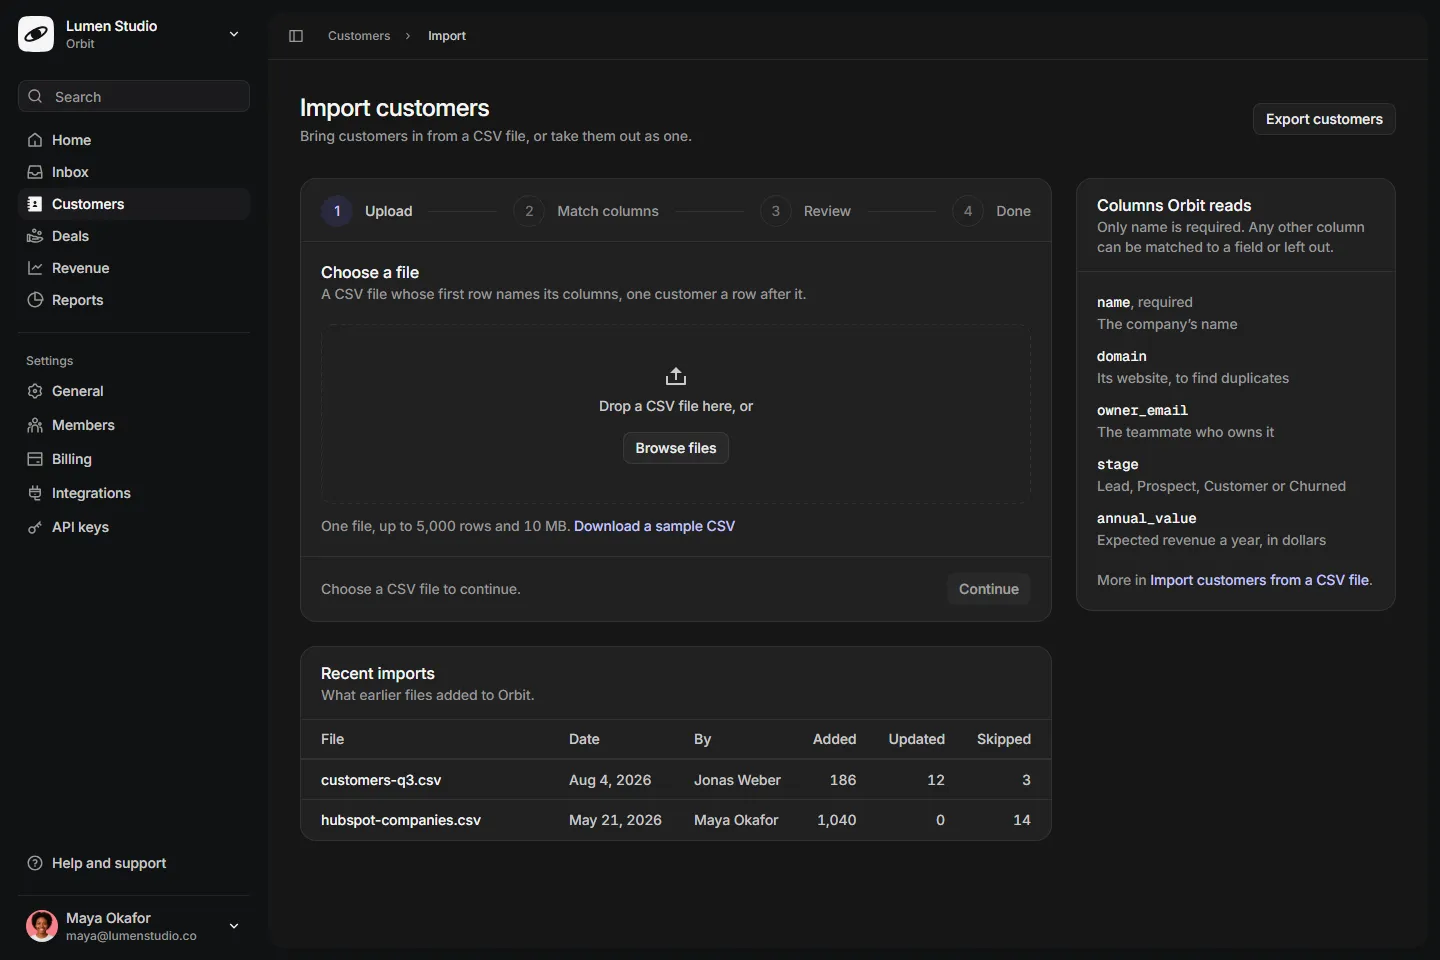 Lumen Studio
Orbit
Search
Home
Inbox
Customers
Deals
Revenue
Reports
Settings
General
Members
Billing
Integrations
API keys
Help and support
Maya Okafor
maya@lumenstudio.co
Customers > Import
Import customers
Bring customers in from a CSV file, or take them out as one.
Export customers
1 Upload 2 Match columns 3 Review 4 Done
Choose a file
A CSV file whose first row names its columns, one customer a row after it.
Drop a CSV file here, or
Browse files
One file, up to 5,000 rows and 10 MB. Download a sample CSV
Choose a CSV file to continue.
Continue
Recent imports
What earlier files added to Orbit.
File Date By Added Updated Skipped
customers-q3.csv Aug 4, 2026 Jonas Weber 186 12 3
hubspot-companies.csv May 21, 2026 Maya Okafor 1,040 0 14
Columns Orbit reads
Only name is required. Any other column
can be matched to a field or left out.
name, required
The company’s name
domain
Its website, to find duplicates
owner_email
The teammate who owns it
stage
Lead, Prospect, Customer or Churned
annual_value
Expected revenue a year, in dollars
More in Import customers from a CSV file.